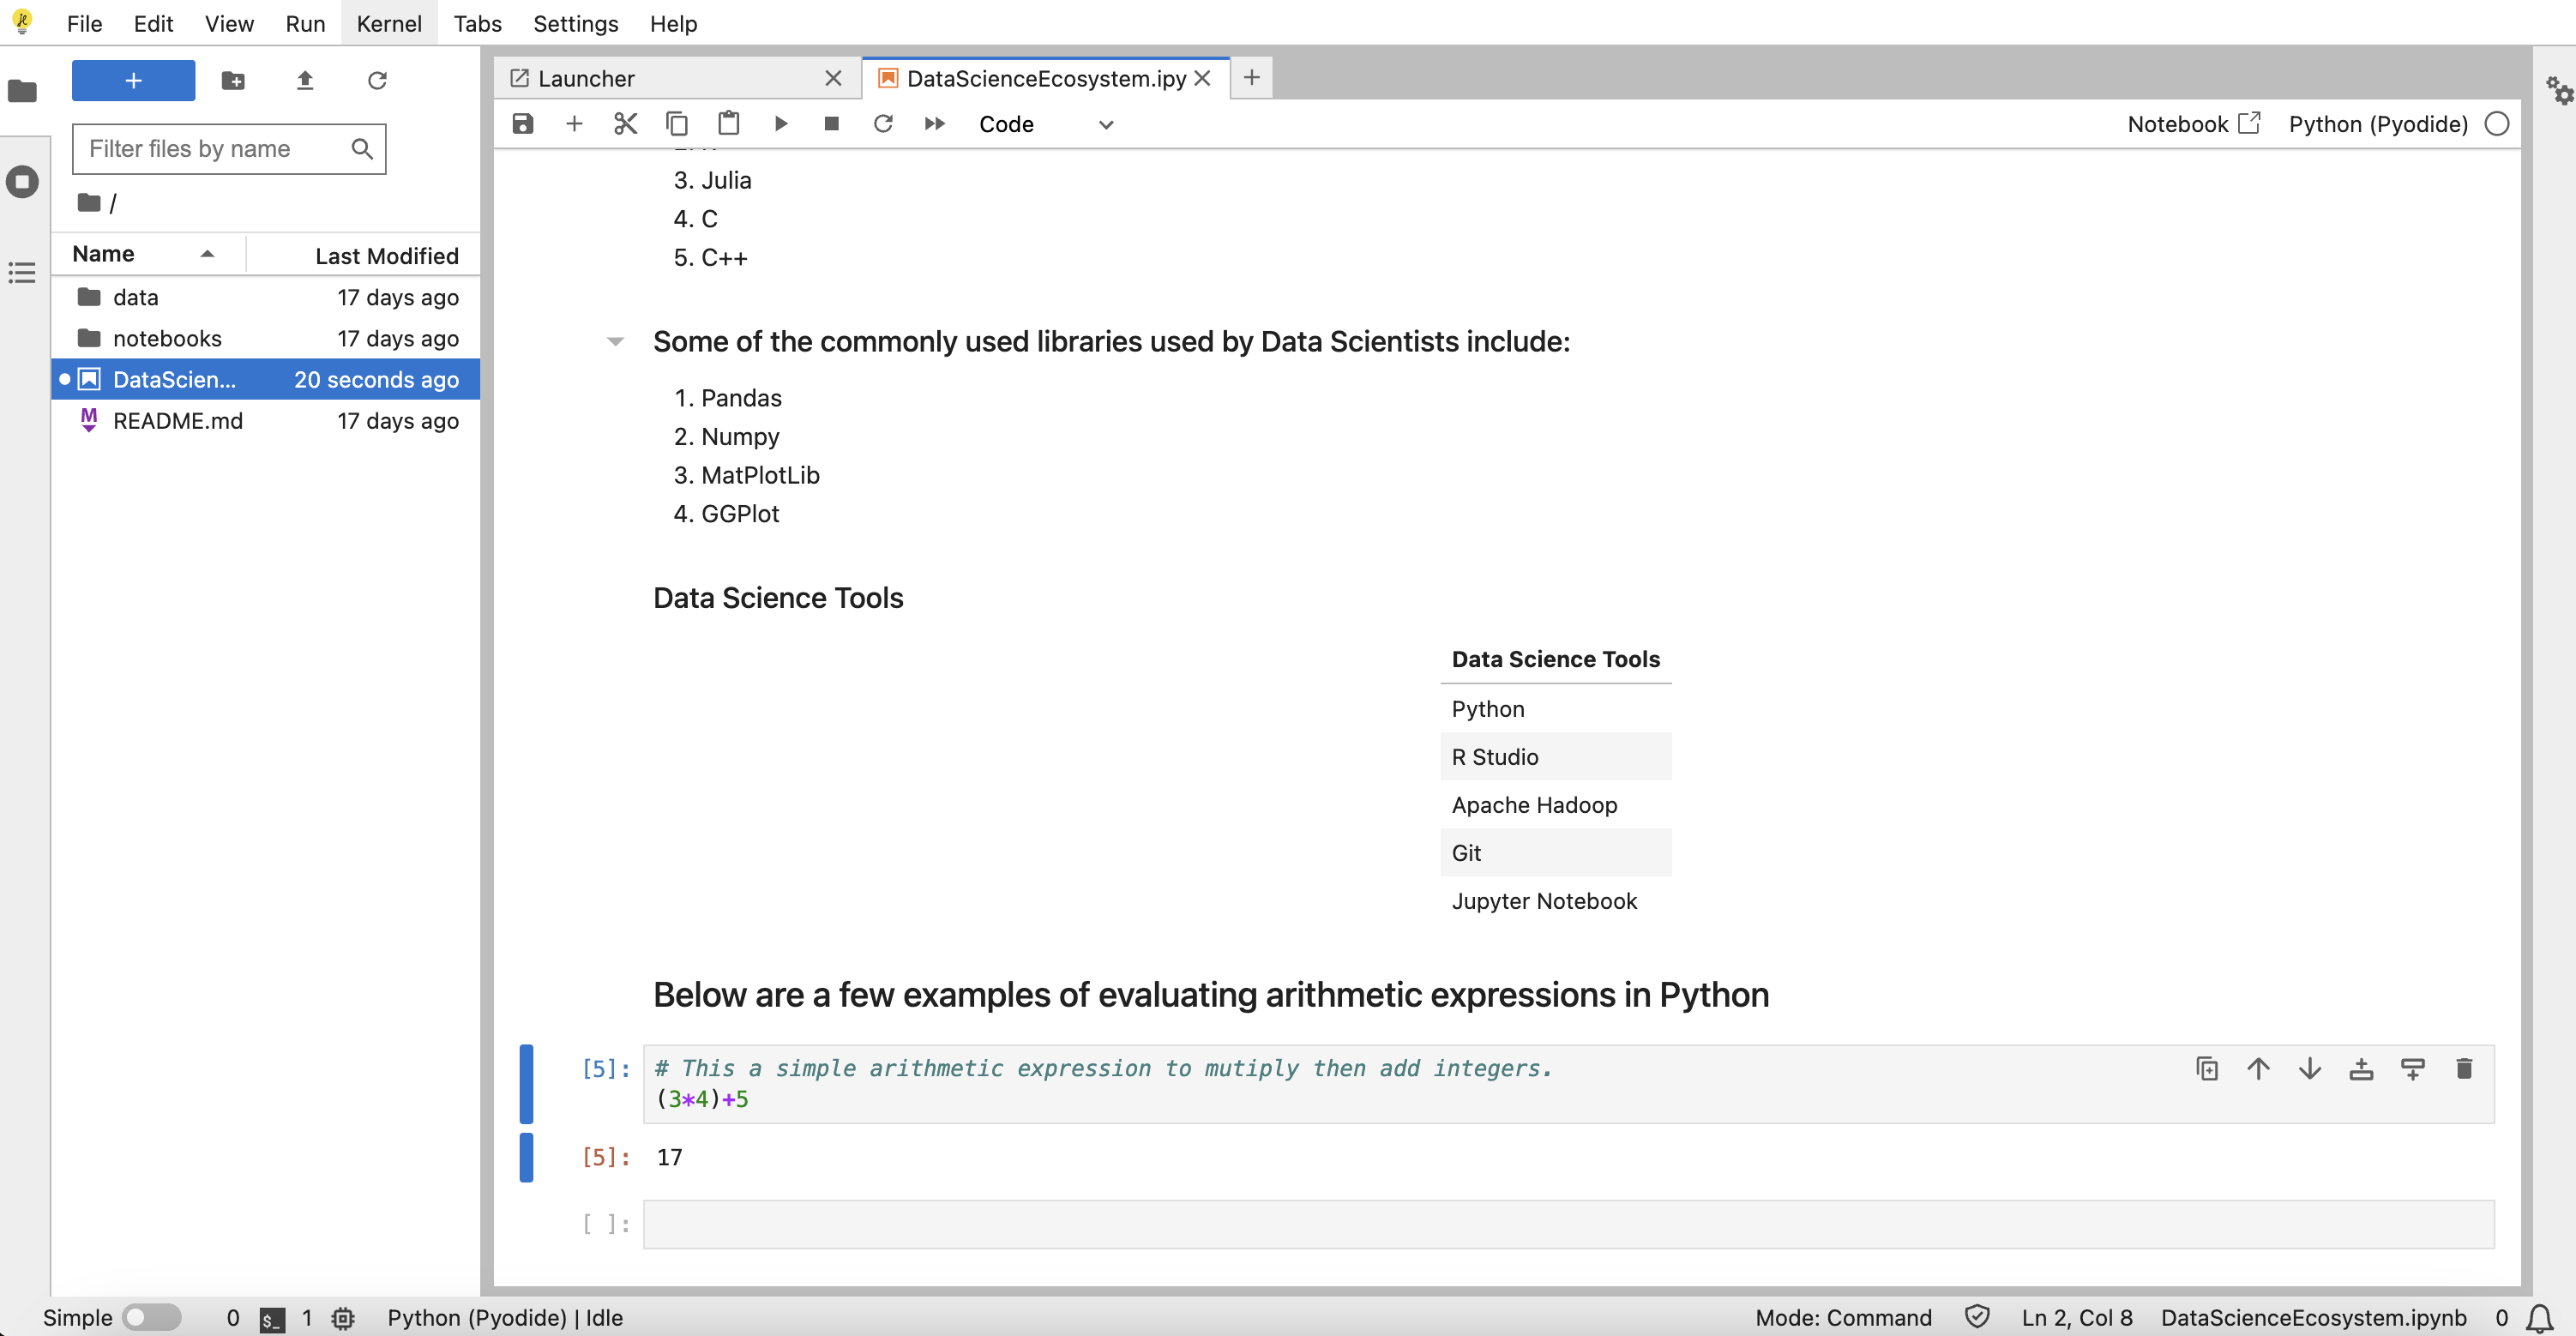 File Edit View Run Kernel Tabs Settings Help
Launcher
DataScienceEcosystem.ipy
Filter files by name
/
Name Last Modified
data 17 days ago
notebooks 17 days ago
DataScien... 20 seconds ago
README.md 17 days ago
Code
Notebook
Python (Pyodide)
3. Julia
4. C
5. C++
Some of the commonly used libraries used by Data Scientists include:
1. Pandas
2. Numpy
3. MatPlotLib
4. GGPlot
Data Science Tools
Data Science Tools
Python
R Studio
Apache Hadoop
Git
Jupyter Notebook
Below are a few examples of evaluating arithmetic expressions in Python
[5]: # This a simple arithmetic expression to mutiply then add integers.
(3*4)+5
[5]: 17
[ ]:
Simple 0 $_ 1 Python (Pyodide) | Idle Mode: Command Ln 2, Col 8 DataScienceEcosystem.ipynb 0